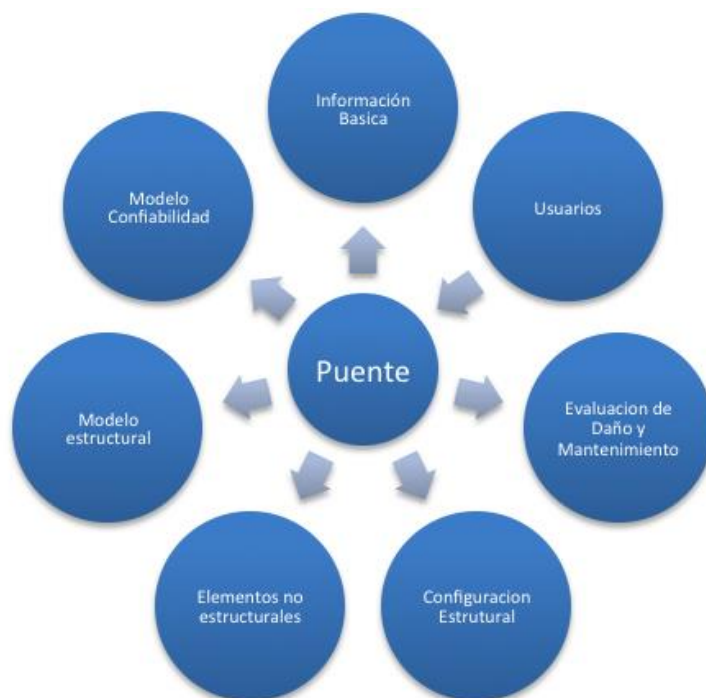 Información
Basica
Usuarios
Evaluacion de
Daño y
Mantenimiento
Configuracion
Estrutural
Elementos no
estructurales
Modelo
estructural
Modelo
Confiabilidad
Puente